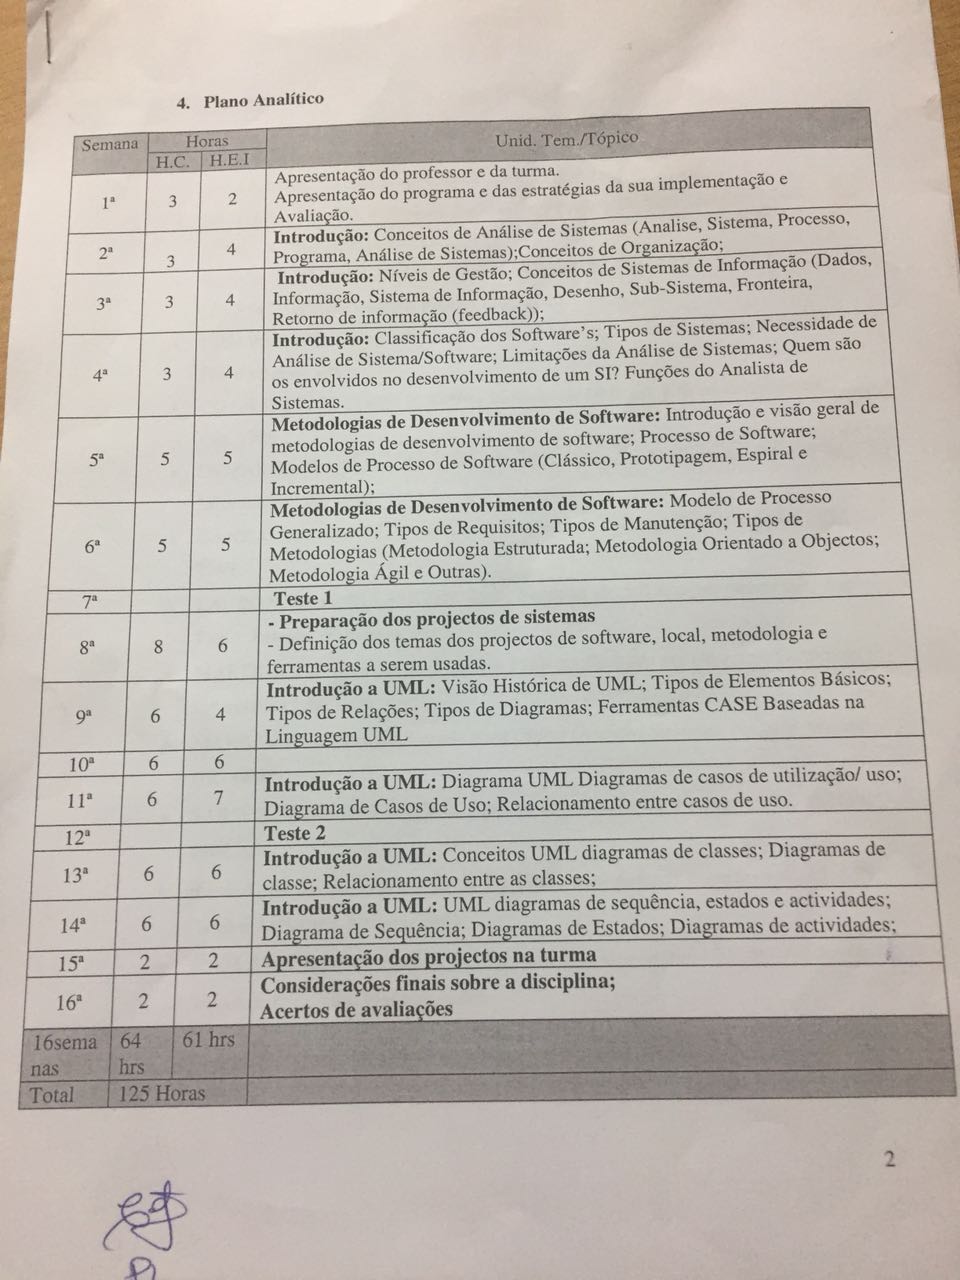 4. Plano Analítico
Semana Horas Unid. Tem./Tópico
H.C. H.E.I
1ª 3 2 Apresentação do professor e da turma.
Apresentação do programa e das estratégias da sua implementação e
Avaliação.
2ª 3 4 Introdução: Conceitos de Análise de Sistemas (Analise, Sistema, Processo,
Programa, Análise de Sistemas);Conceitos de Organização;
3ª 3 4 Introdução: Níveis de Gestão; Conceitos de Sistemas de Informação (Dados,
Informação, Sistema de Informação, Desenho, Sub-Sistema, Fronteira,
Retorno de informação (feedback));
4ª 3 4 Introdução: Classificação dos Software's; Tipos de Sistemas; Necessidade de
Análise de Sistema/Software; Limitações da Análise de Sistemas; Quem são
os envolvidos no desenvolvimento de um SI? Funções do Analista de
Sistemas.
5ª 5 5 Metodologias de Desenvolvimento de Software: Introdução e visão geral de
metodologias de desenvolvimento de software; Processo de Software;
Modelos de Processo de Software (Clássico, Prototipagem, Espiral e
Incremental);
6ª 5 5 Metodologias de Desenvolvimento de Software: Modelo de Processo
Generalizado; Tipos de Requisitos; Tipos de Manutenção; Tipos de
Metodologias (Metodologia Estruturada; Metodologia Orientado a Objectos;
Metodologia Ágil e Outras).
7ª Teste 1
8ª 8 6 - Preparação dos projectos de sistemas
- Definição dos temas dos projectos de software, local, metodologia e
ferramentas a serem usadas.
9ª 6 4 Introdução a UML: Visão Histórica de UML; Tipos de Elementos Básicos;
Tipos de Relações; Tipos de Diagramas; Ferramentas CASE Baseadas na
Linguagem UML
10ª 6 6
11ª 6 7 Introdução a UML: Diagrama UML Diagramas de casos de utilização/ uso;
Diagrama de Casos de Uso; Relacionamento entre casos de uso.
12ª Teste 2
13ª 6 6 Introdução a UML: Conceitos UML diagramas de classes; Diagramas de
classe; Relacionamento entre as classes;
14ª 6 6 Introdução a UML: UML diagramas de sequência, estados e actividades;
Diagrama de Sequência; Diagramas de Estados; Diagramas de actividades;
15ª 2 2 Apresentação dos projectos na turma
16ª 2 2 Considerações finais sobre a disciplina;
Acertos de avaliações
16sema 64 61 hrs
nas hrs
Total 125 Horas
2